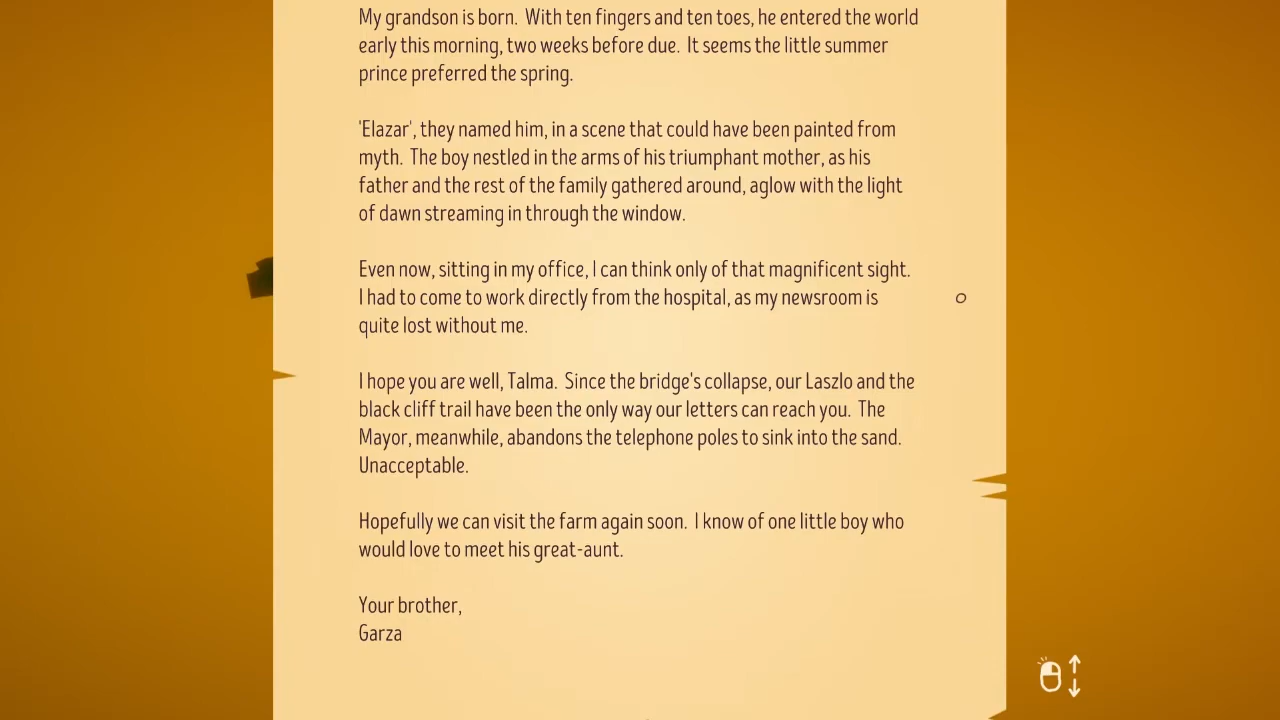 My grandson is born.  With ten fingers and ten toes, he entered the world
early this morning, two weeks before due.  It seems the little summer
prince preferred the spring.
'Elazar', they named him, in a scene that could have been painted from
myth.  The boy nestled in the arms of his triumphant mother, as his
father and the rest of the family gathered around, aglow with the light
of dawn streaming in through the window.
Even now, sitting in my office, I can think only of that magnificent sight.
I had to come to work directly from the hospital, as my newsroom is
quite lost without me.
I hope you are well, Talma.  Since the bridge's collapse, our Laszlo and the
black cliff trail have been the only way our letters can reach you.  The
Mayor, meanwhile, abandons the telephone poles to sink into the sand.
Unacceptable.
Hopefully we can visit the farm again soon.  I know of one little boy who
would love to meet his great-aunt.
Your brother,
Garza